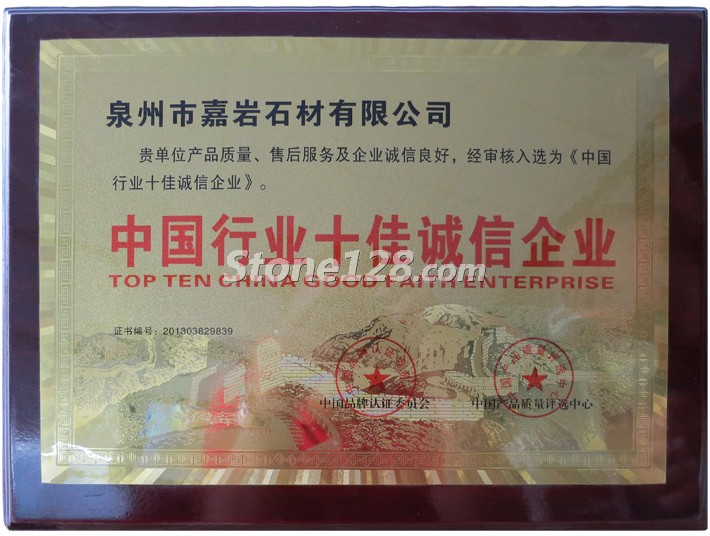 泉州市嘉岩石材有限公司
贵单位产品质量、售后服务及企业诚信良好，经审核入选为《中国
行业十佳诚信企业》。
中国行业十佳诚信企业
Stone128.com
TOP TEN CHINA GOOD FAITH ENTERPRISE
证书编号：201303829839
中国品牌认证委员会
中国产品质量评选中心